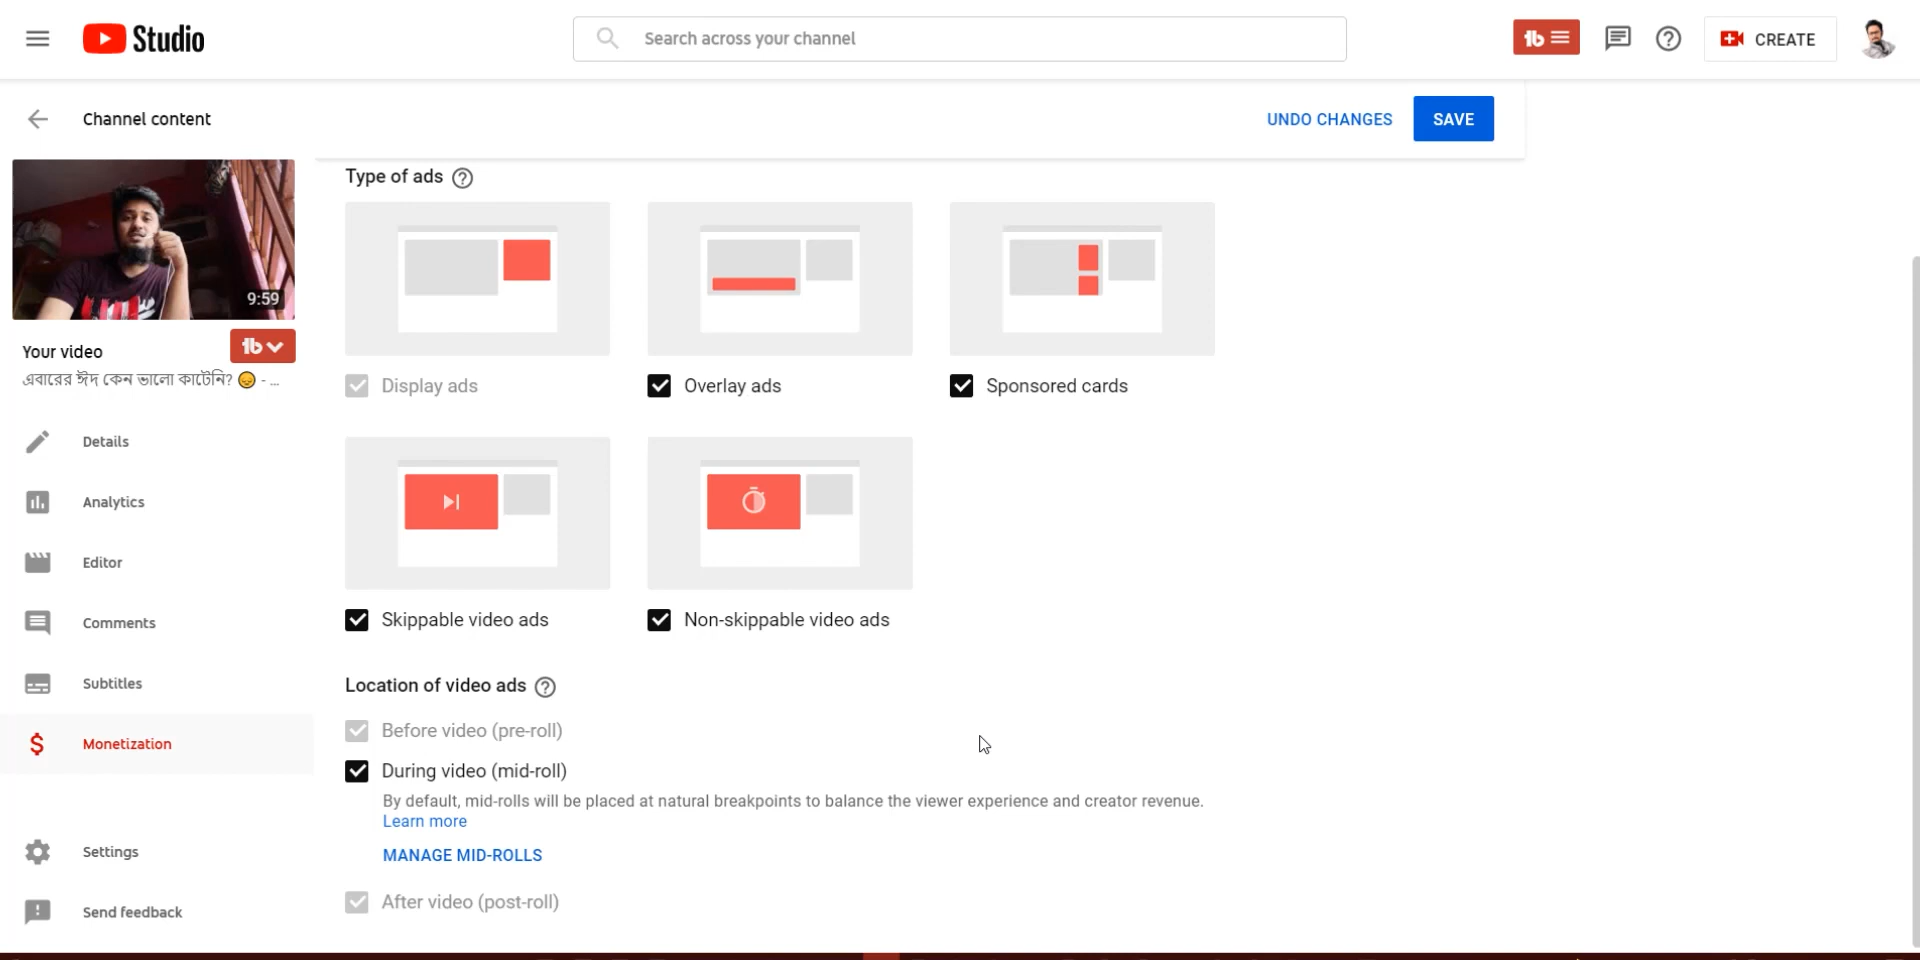 Studio
Search across your channel
CREATE
Channel content
UNDO CHANGES
SAVE
9:59
Your video
এবারের ঈদ কেন ভালো কাটেনি? 😞 - ...
Details
Analytics
Editor
Comments
Subtitles
Monetization
Settings
Send feedback
Type of ads
Display ads
Overlay ads
Sponsored cards
Skippable video ads
Non-skippable video ads
Location of video ads
Before video (pre-roll)
During video (mid-roll)
By default, mid-rolls will be placed at natural breakpoints to balance the viewer experience and creator revenue.
Learn more
MANAGE MID-ROLLS
After video (post-roll)